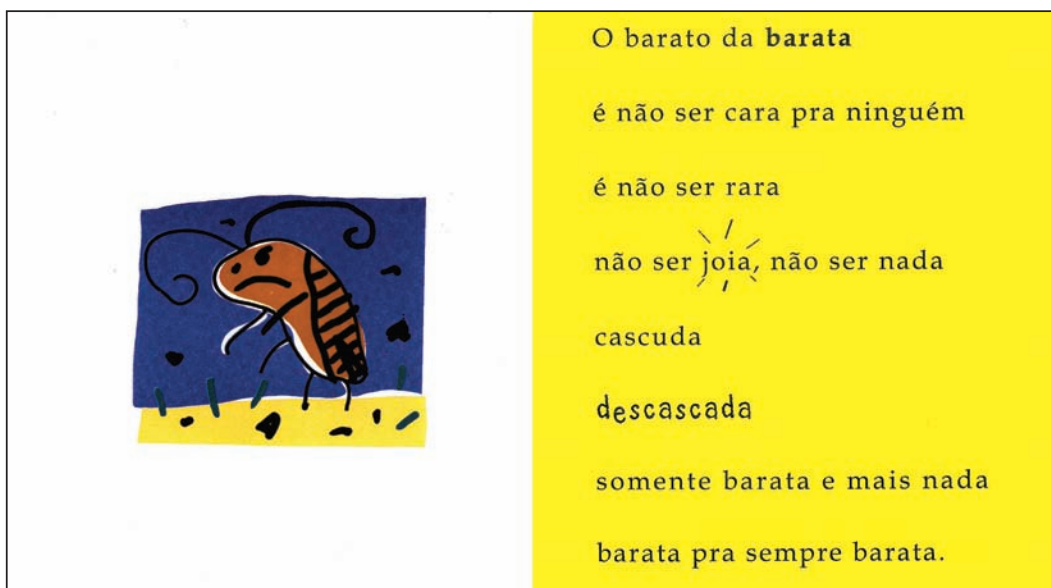 O barato da barata
é não ser cara pra ninguém
é não ser rara
não ser joia, não ser nada
cascuda
descascada
somente barata e mais nada
barata pra sempre barata.